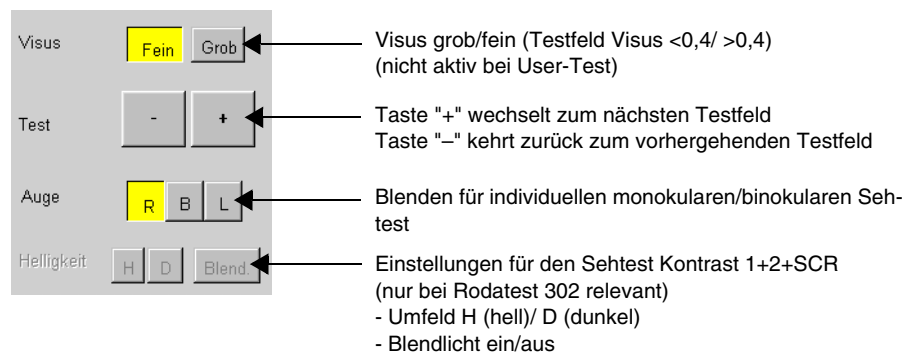 Visus Fein Grob
Visus grob/fein (Testfeld Visus <0,4/ >0,4)
(nicht aktiv bei User-Test)
Test - +
Taste "+" wechselt zum nächsten Testfeld
Taste "–" kehrt zurück zum vorhergehenden Testfeld
Auge R B L
Blenden für individuellen monokularen/binokularen Seh-
test
Helligkeit H D Blend.
Einstellungen für den Sehtest Kontrast 1+2+SCR
(nur bei Rodatest 302 relevant)
- Umfeld H (hell)/ D (dunkel)
- Blendlicht ein/aus